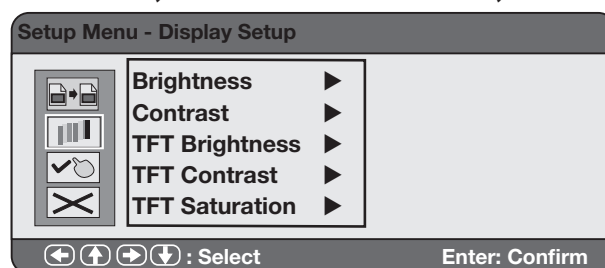 Setup Menu - Display Setup
Brightness ▶
Contrast ▶
TFT Brightness ▶
TFT Contrast ▶
TFT Saturation ▶
: Select Enter: Confirm